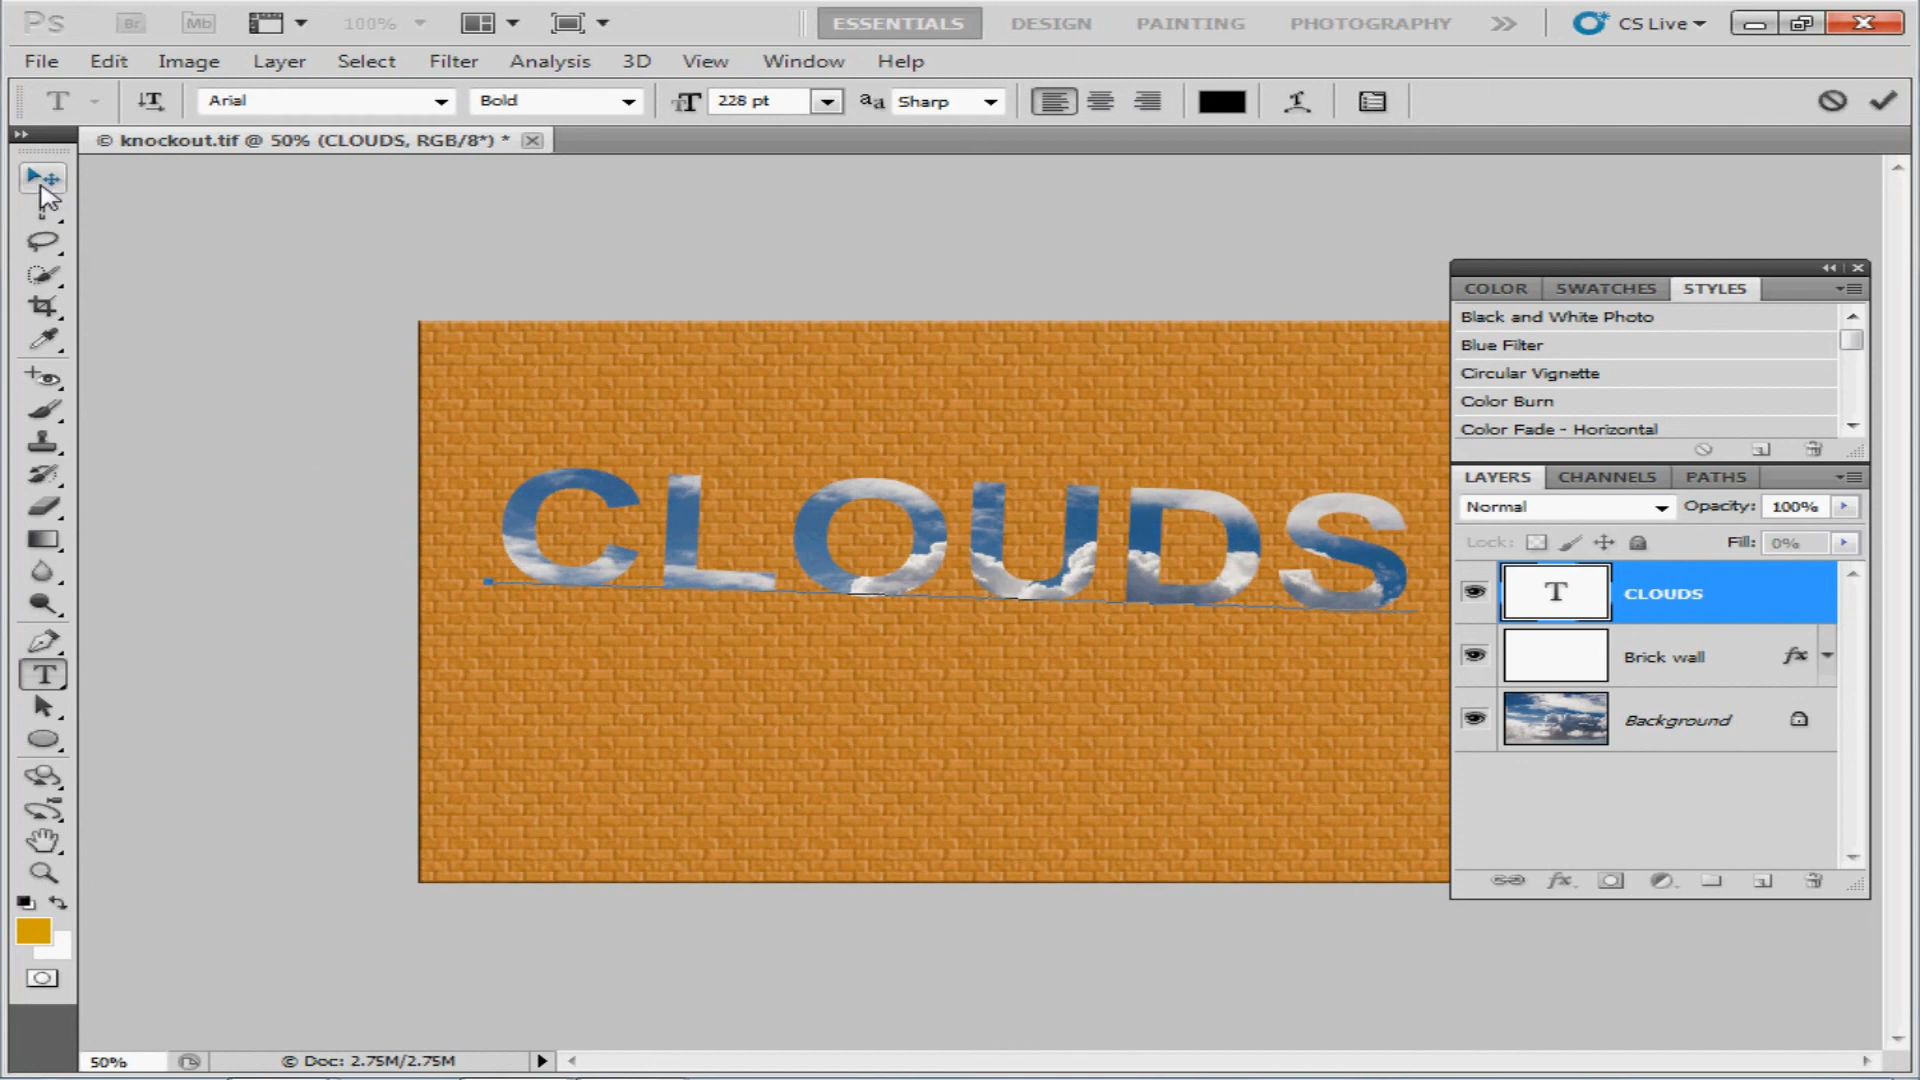 Ps Br Mb 100% ESSENTIALS DESIGN PAINTING PHOTOGRAPHY CS Live
File Edit Image Layer Select Filter Analysis 3D View Window Help
T T Arial Bold T 228 pt aa Sharp
© knockout.tif @ 50% (CLOUDS, RGB/8*) *
COLOR SWATCHES STYLES
Black and White Photo
Blue Filter
Circular Vignette
Color Burn
Color Fade - Horizontal
CLOUDS
LAYERS CHANNELS PATHS
Normal Opacity: 100%
Lock: Fill: 0%
T CLOUDS
Brick wall fx
Background
fx
T
50% © Doc: 2.75M/2.75M